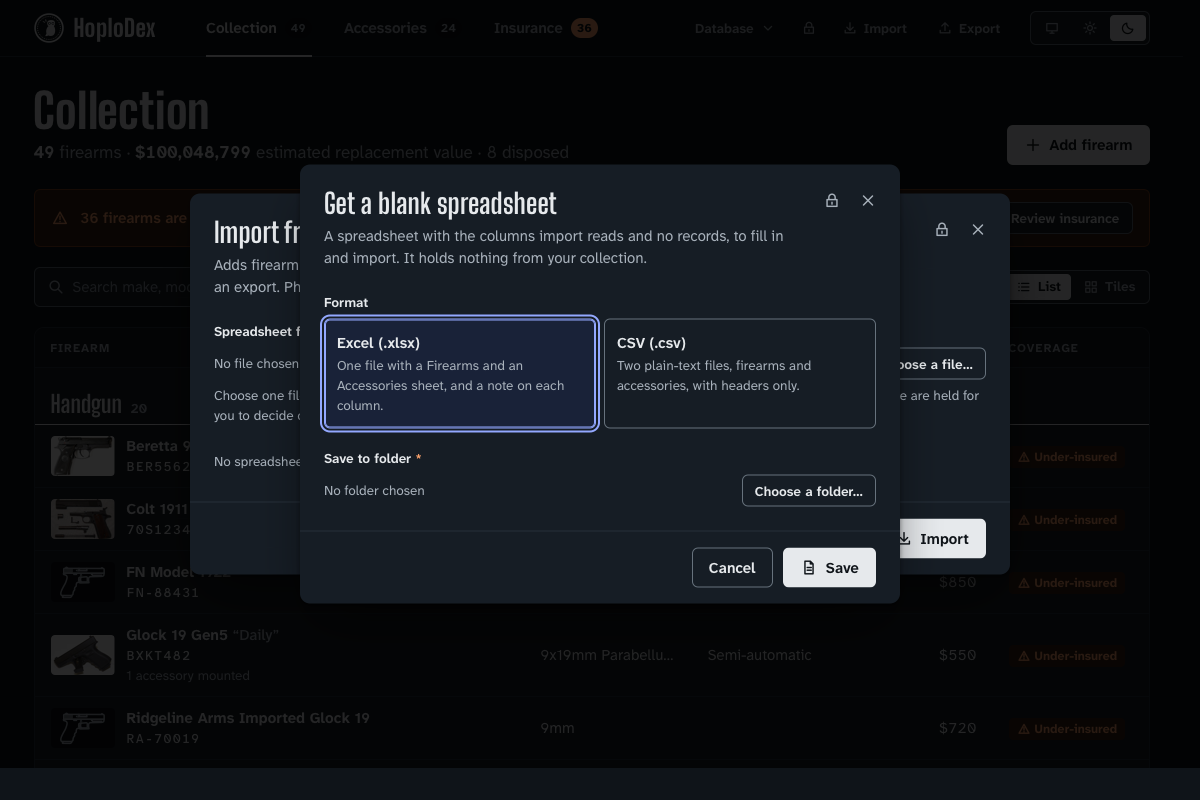 HoploDex
Collection 49
Accessories 24
Insurance 36
Database
Import
Export
Collection
49 firearms · $100,048,799 estimated replacement value · 8 disposed
Add firearm
36 firearms are
Review insurance
Search make,
List
Tiles
FIREARM
COVERAGE
Handgun 20
Beretta
BER5562
Under-insured
Colt 1911
70S1234
Under-insured
FN Model
FN-88431
$850
Under-insured
Glock 19 Gen5 “Daily”
BXKT482
1 accessory mounted
9x19mm Parabellu...
Semi-automatic
$550
Under-insured
Ridgeline Arms Imported Glock 19
RA-70019
9mm
$720
Under-insured
Import
Adds firearm
an export.
Spreadsheet
No file chosen
a file...
Choose one
e are held for
you to decide
No
Import
Get a blank spreadsheet
A spreadsheet with the columns import reads and no records, to fill in
and import. It holds nothing from your collection.
Format
Excel (.xlsx)
One file with a Firearms and an
Accessories sheet, and a note on each
column.
CSV (.csv)
Two plain-text files, firearms and
accessories, with headers only.
Save to folder *
No folder chosen
Choose a folder...
Cancel
Save